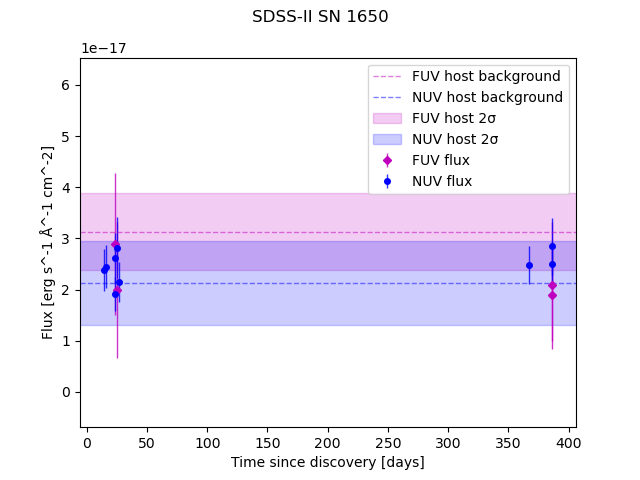 SDSS-II SN 1650
1e−17
FUV host background
NUV host background
FUV host 2σ
NUV host 2σ
FUV flux
NUV flux
6
5
4
3
2
1
0
Flux [erg s^-1 Å^-1 cm^-2]
0 50 100 150 200 250 300 350 400
Time since discovery [days]